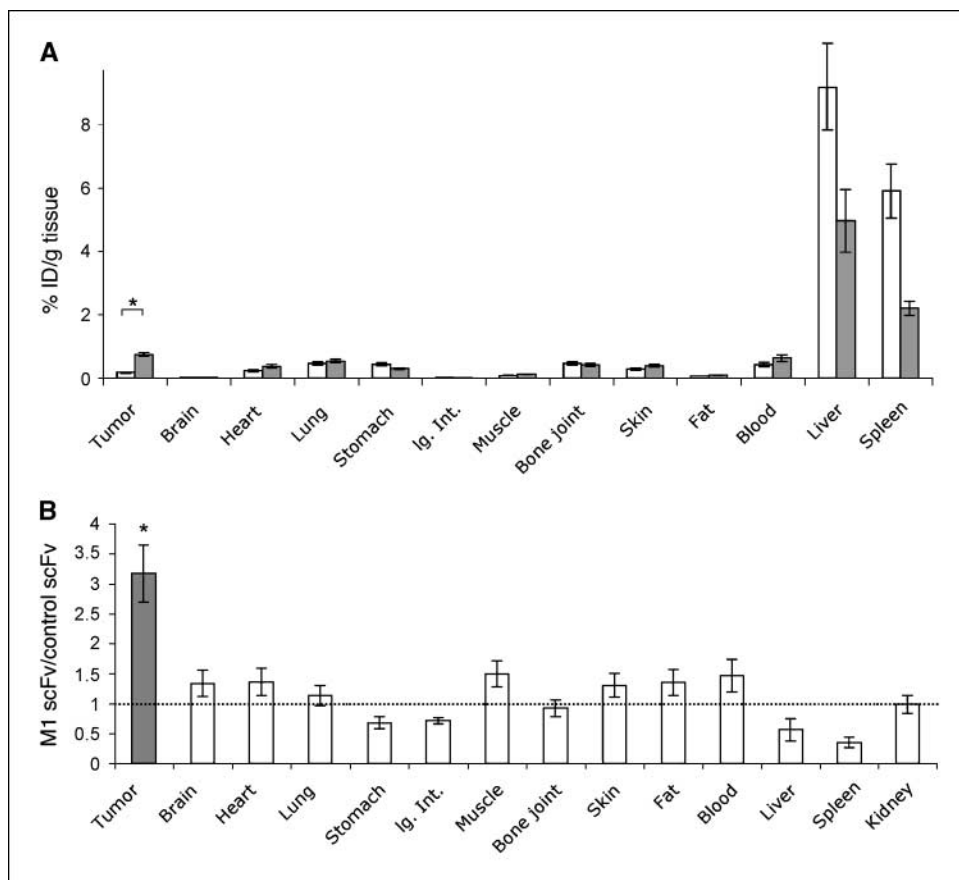 A
% ID/g tissue
8
6
4
2
0
*
Tumor
Brain
Heart
Lung
Stomach
lg. Int.
Muscle
Bone joint
Skin
Fat
Blood
Liver
Spleen
B
M1 scFv/control scFv
4
3.5
3
2.5
2
1.5
1
0.5
0
*
Tumor
Brain
Heart
Lung
Stomach
lg. Int.
Muscle
Bone joint
Skin
Fat
Blood
Liver
Spleen
Kidney